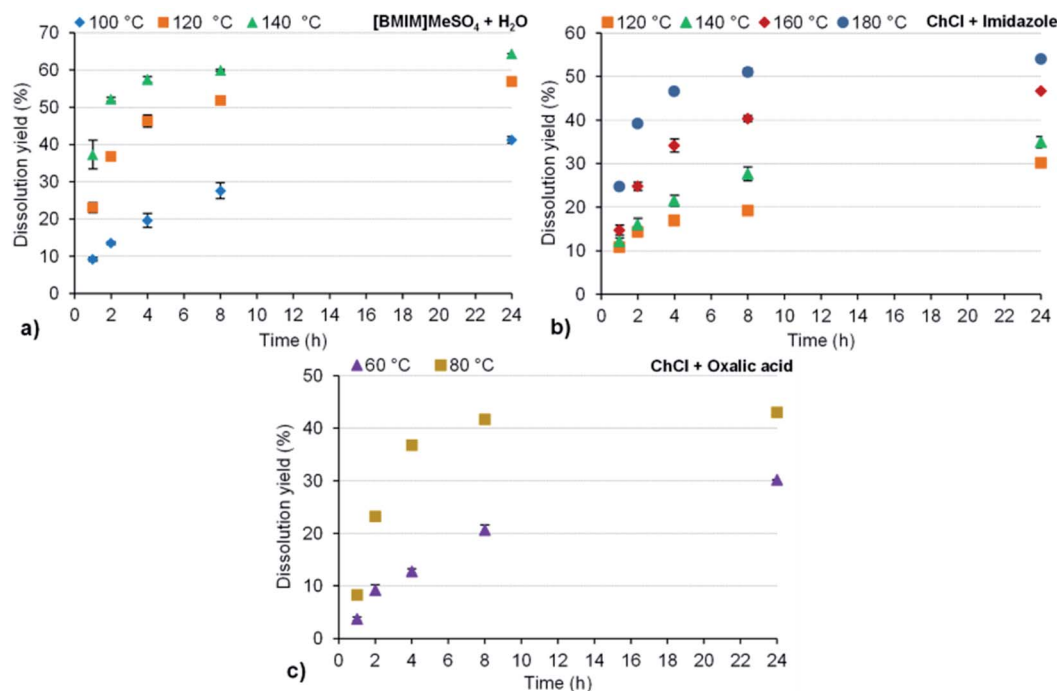 100 °C 120 °C 140 °C [BMIM]MeSO₄ + H₂O
70
60
50
40
30
20
10
0
Dissolution yield (%)
0 2 4 6 8 10 12 14 16 18 20 22 24
Time (h)
a)
120 °C 140 °C 160 °C 180 °C ChCl + Imidazole
60
50
40
30
20
10
0
Dissolution yield (%)
0 2 4 6 8 10 12 14 16 18 20 22 24
Time (h)
b)
60 °C 80 °C ChCl + Oxalic acid
50
40
30
20
10
0
Dissolution yield (%)
0 2 4 6 8 10 12 14 16 18 20 22 24
Time (h)
c)